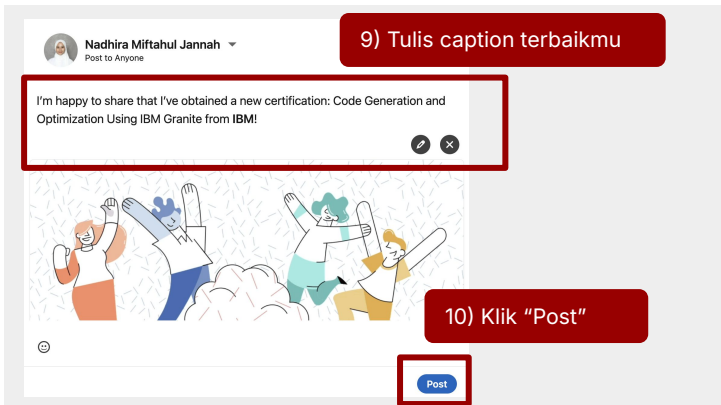 Nadhira Miftahul Jannah
Post to Anyone
9) Tulis caption terbaikmu
I’m happy to share that I’ve obtained a new certification: Code Generation and
Optimization Using IBM Granite from IBM!
10) Klik “Post”
Post